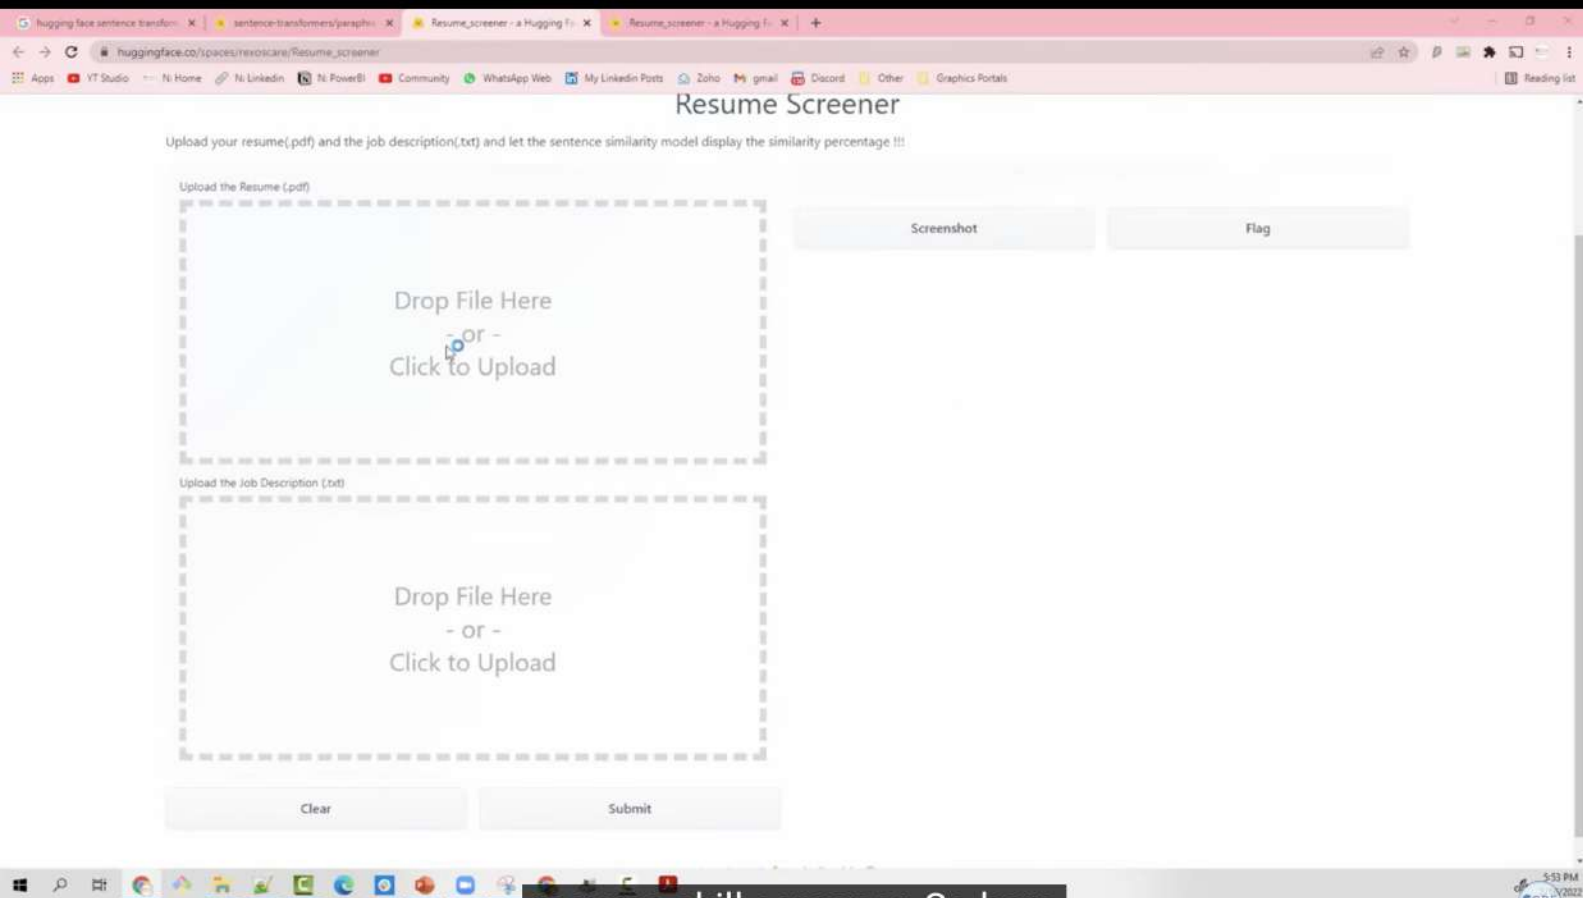 hugging face sentence transform
sentence-transformers/paraphra
Resume_screener - a Hugging Fa
Resume_screener - a Hugging Fa
huggingface.co/spaces/rexoscare/Resume_screener
Apps YT Studio N: Home N: Linkedin N: PowerBI Community WhatsApp Web My Linkedin Posts Zoho gmail Discord Other Graphics Portals Reading list
Resume Screener
Upload your resume(.pdf) and the job description(.txt) and let the sentence similarity model display the similarity percentage !!!
Upload the Resume (.pdf)
Screenshot
Flag
Drop File Here
- or -
Click to Upload
Upload the Job Description (.txt)
Drop File Here
- or -
Click to Upload
Clear
Submit
5:53 PM